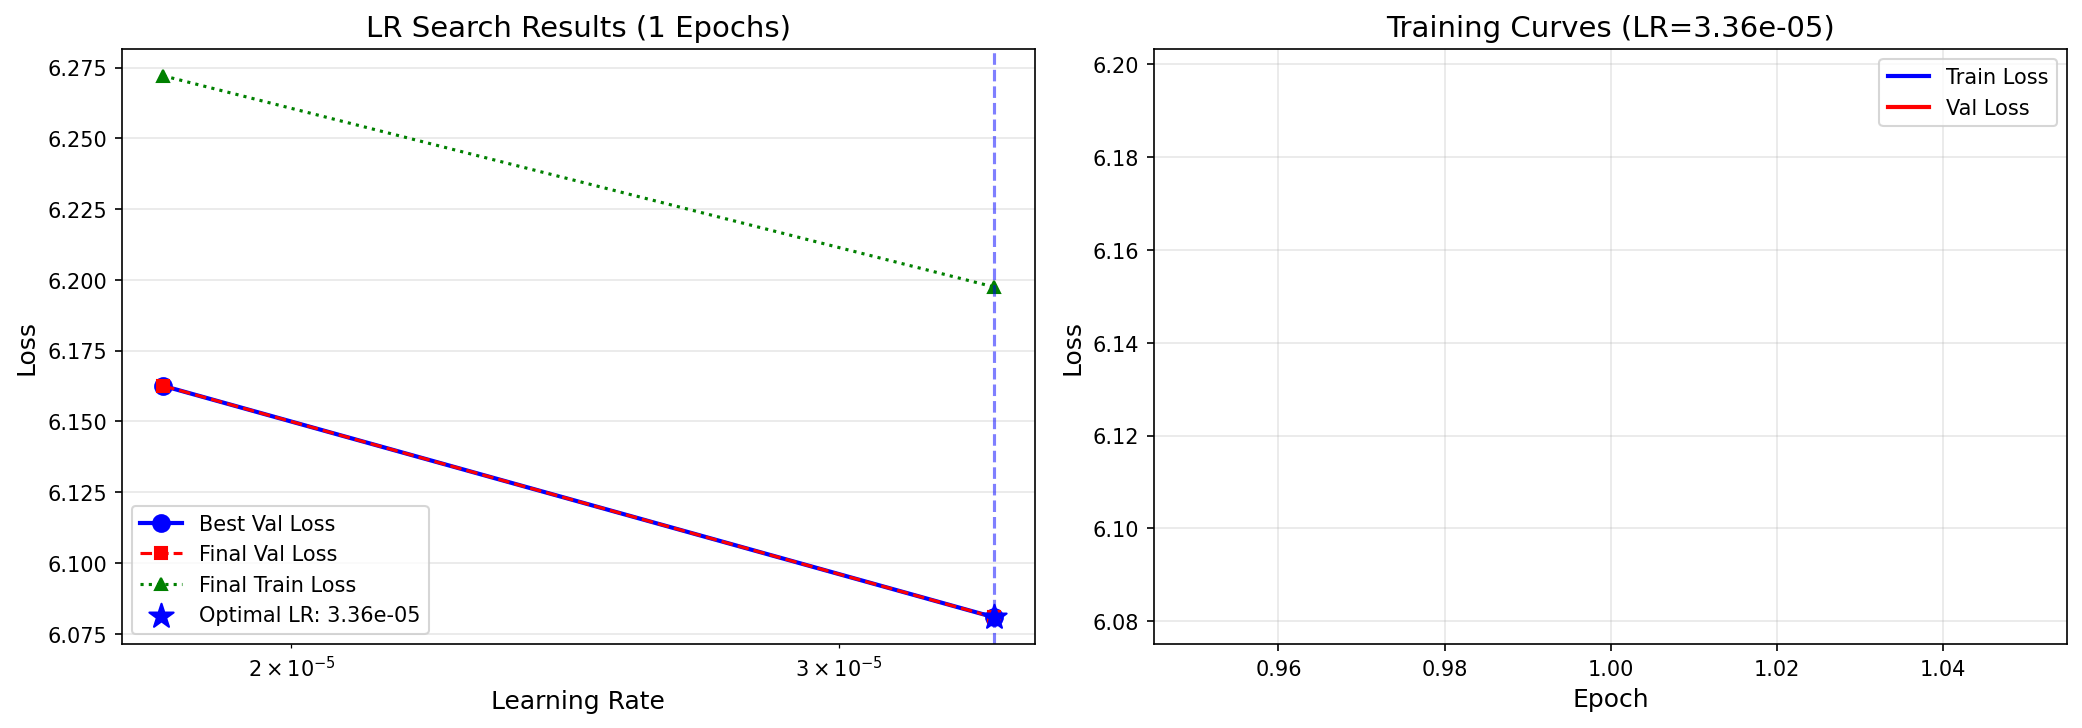 LR Search Results (1 Epochs)
Loss
6.275
6.250
6.225
6.200
6.175
6.150
6.125
6.100
6.075
Best Val Loss
Final Val Loss
Final Train Loss
Optimal LR: 3.36e-05
2 × 10⁻⁵
3 × 10⁻⁵
Learning Rate
Training Curves (LR=3.36e-05)
Loss
6.20
6.18
6.16
6.14
6.12
6.10
6.08
Train Loss
Val Loss
0.96
0.98
1.00
1.02
1.04
Epoch